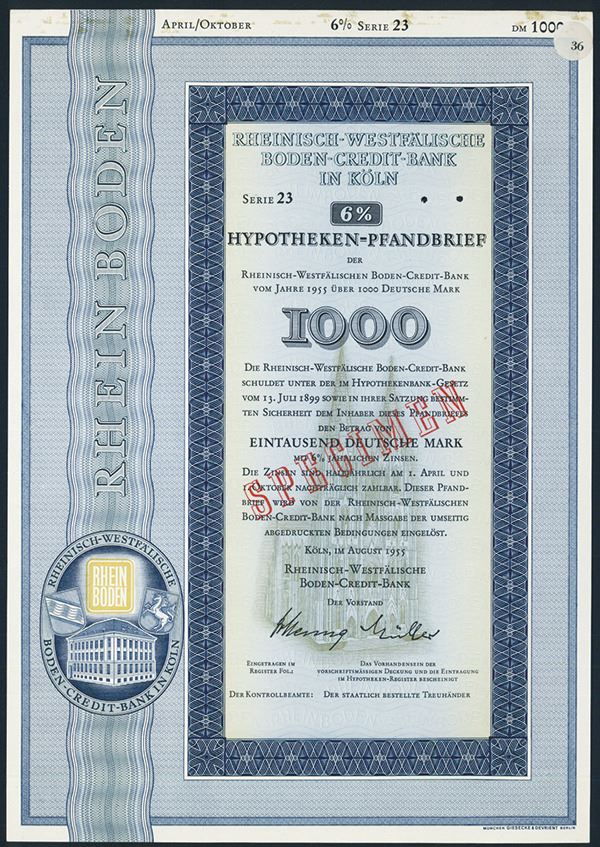 APRIL/OKTOBER 6% SERIE 23 DM 1000
36
RHEIN BODEN
RHEINISCH-WESTFÄLISCHE
BODEN-CREDIT-BANK
IN KÖLN
SERIE 23
6%
HYPOTHEKEN=PFANDBRIEF
DER
RHEINISCH-WESTFÄLISCHEN BODEN-CREDIT-BANK
VOM JAHRE 1955 ÜBER 1000 DEUTSCHE MARK
1000
DIE RHEINISCH-WESTFÄLISCHE BODEN-CREDIT-BANK
SCHULDET UNTER DER IM HYPOTHEKENBANK-GESETZ
VOM 13. JULI 1899 SOWIE IN IHRER SATZUNG BESTIMM-
TEN SICHERHEIT DEM INHABER DIESES PFANDBRIEFES
DEN BETRAG VON
EINTAUSEND DEUTSCHE MARK
MIT 6% JÄHRLICHEN ZINSEN.
DIE ZINSEN SIND HALBJÄHRLICH AM 1. APRIL UND
1. OKTOBER NACHTRÄGLICH ZAHLBAR. DIESER PFAND-
BRIEF WIRD VON DER RHEINISCH-WESTFÄLISCHEN
BODEN-CREDIT-BANK NACH MASSGABE DER UMSEITIG
ABGEDRUCKTEN BEDINGUNGEN EINGELÖST.
SPECIMEN
KÖLN, IM AUGUST 1955
RHEINISCH-WESTFÄLISCHE
BODEN-CREDIT-BANK
DER VORSTAND
Müller
EINGETRAGEN IM
REGISTER FOL.:
DAS VORHANDENSEIN DER
VORSCHRIFTSMÄSSIGEN DECKUNG UND DIE EINTRAGUNG
IM HYPOTHEKEN-REGISTER BESCHEINIGT
DER KONTROLLBEAMTE: DER STAATLICH BESTELLTE TREUHÄNDER
RHEINBODEN
RHEINISCH-WESTFÄLISCHE
RHEIN
BODEN
BODEN-CREDIT-BANK IN KÖLN
MÜNCHEN GIESECKE & DEVRIENT BERLIN